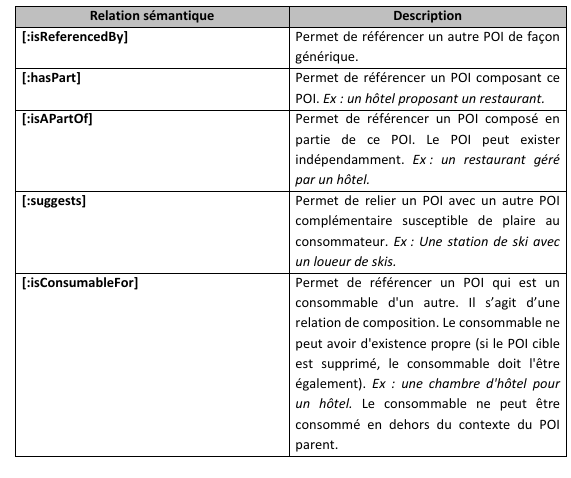 Relation sémantique
Description
[:isReferencedBy]
Permet de référencer un autre POI de façon
générique.
[:hasPart]
Permet de référencer un POI composant ce
POI. Ex : un hôtel proposant un restaurant.
[:isAPartOf]
Permet de référencer un POI composé en
partie de ce POI. Le POI peut exister
indépendamment. Ex : un restaurant géré
par un hôtel.
[:suggests]
Permet de relier un POI avec un autre POI
complémentaire susceptible de plaire au
consommateur. Ex : Une station de ski avec
un loueur de skis.
[:isConsumableFor]
Permet de référencer un POI qui est un
consommable d'un autre. Il s’agit d’une
relation de composition. Le consommable ne
peut avoir d'existence propre (si le POI cible
est supprimé, le consommable doit l'être
également). Ex : une chambre d'hôtel pour
un hôtel. Le consommable ne peut être
consommé en dehors du contexte du POI
parent.